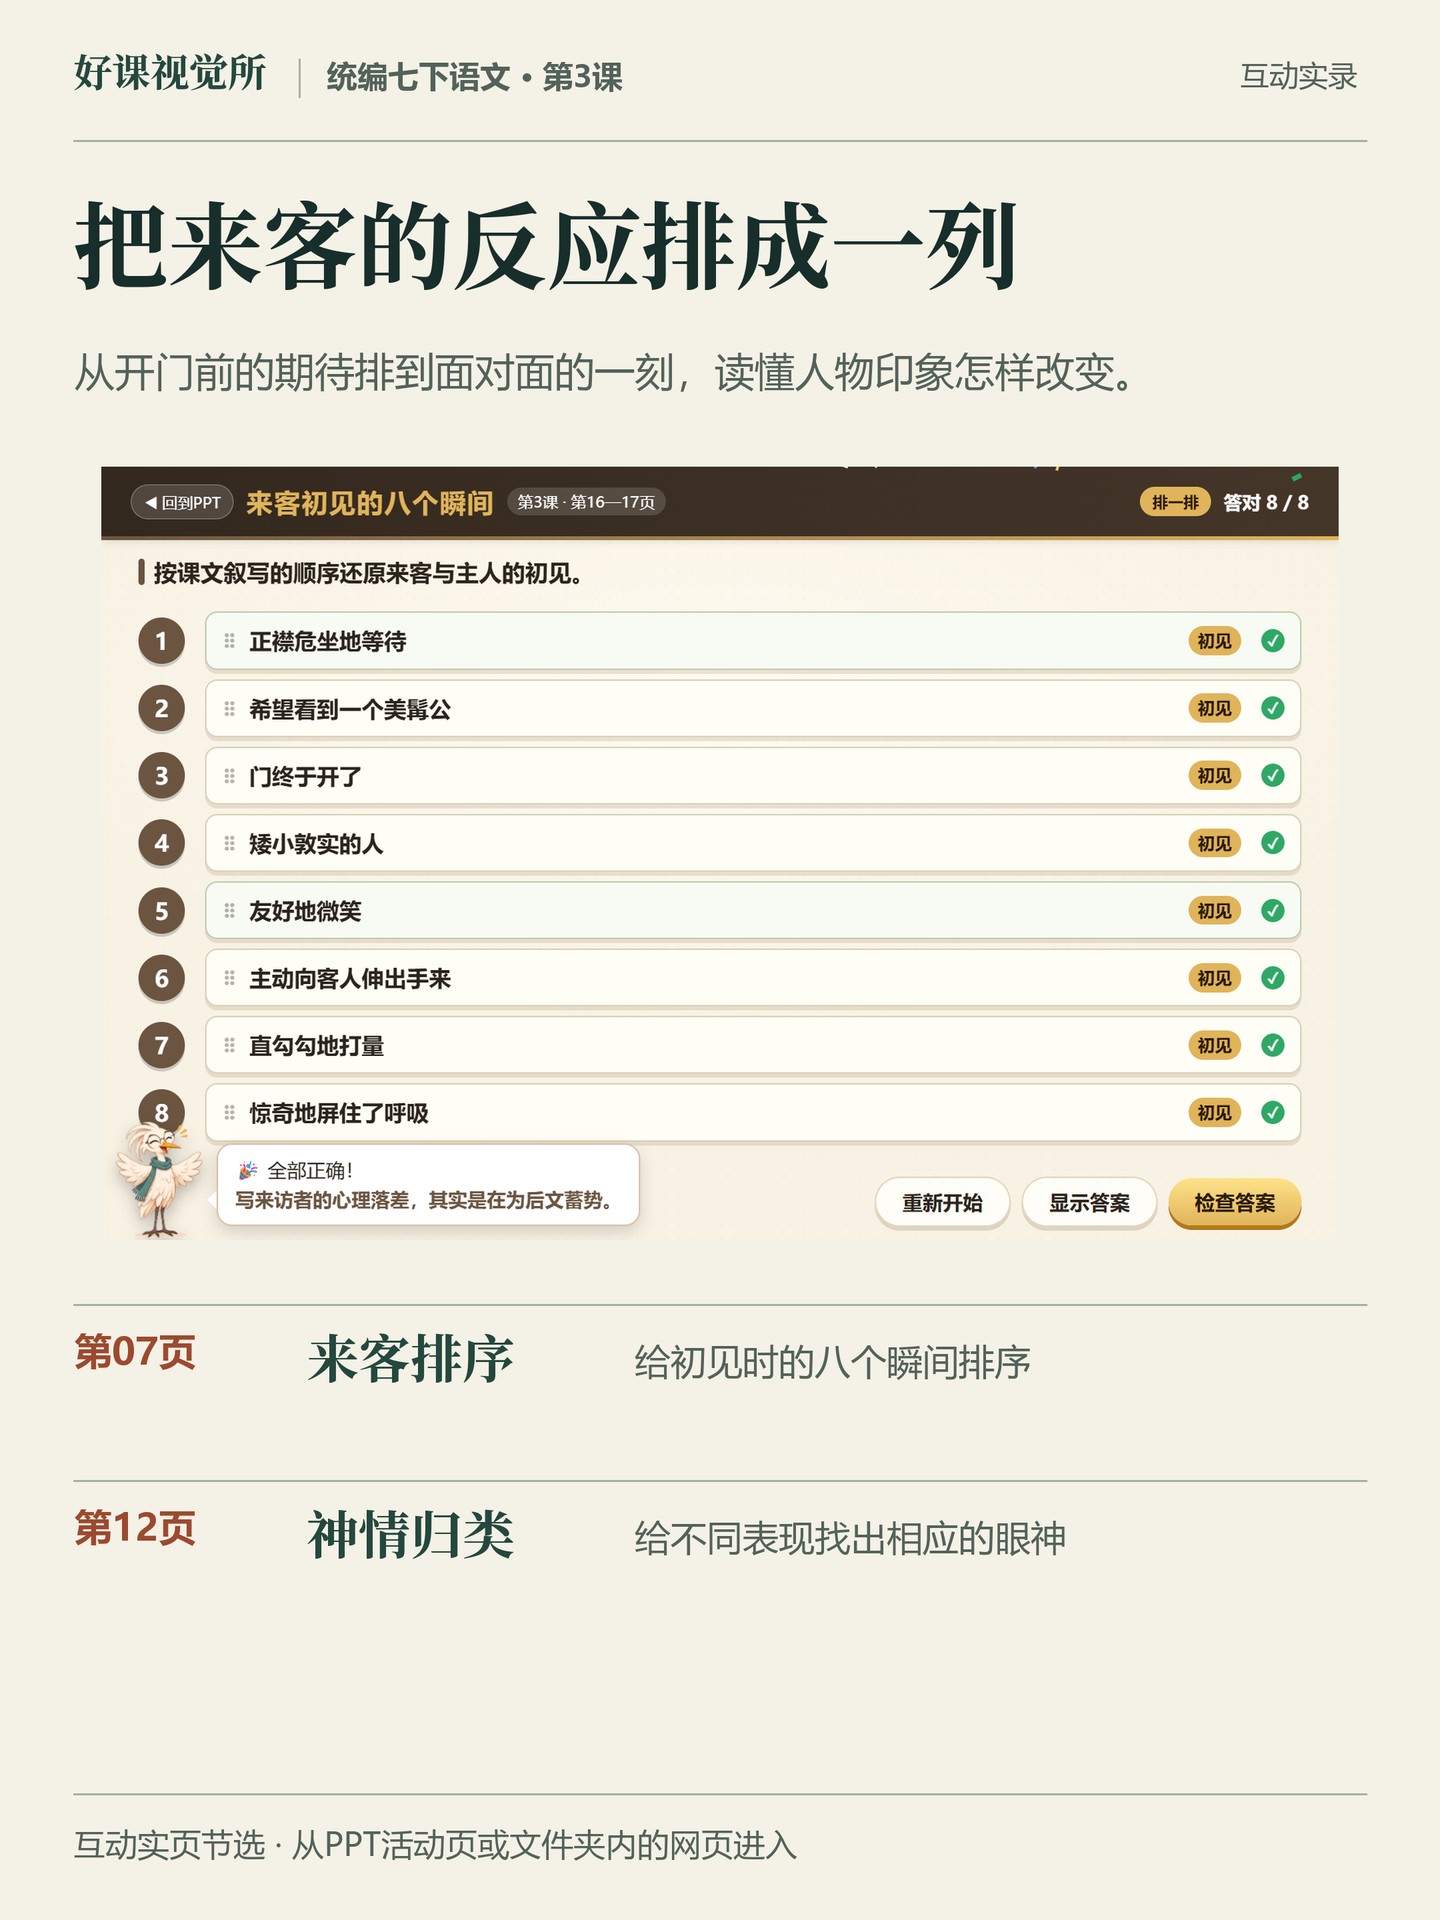 好课视觉所 统编七下语文·第3课 互动实录
把来客的反应排成一列
从开门前的期待排到面对面的一刻，读懂人物印象怎样改变。
回到PPT 来客初见的八个瞬间 第3课·第16—17页 排一排 答对 8 / 8
按课文叙写的顺序还原来客与主人的初见。
1 正襟危坐地等待 初见
2 希望看到一个美髯公 初见
3 门终于开了 初见
4 矮小敦实的人 初见
5 友好地微笑 初见
6 主动向客人伸出手来 初见
7 直勾勾地打量 初见
8 惊奇地屏住了呼吸 初见
全部正确！
写来访者的心理落差，其实是在为后文蓄势。
重新开始 显示答案 检查答案
第07页 来客排序 给初见时的八个瞬间排序
第12页 神情归类 给不同表现找出相应的眼神
互动实页节选 · 从PPT活动页或文件夹内的网页进入